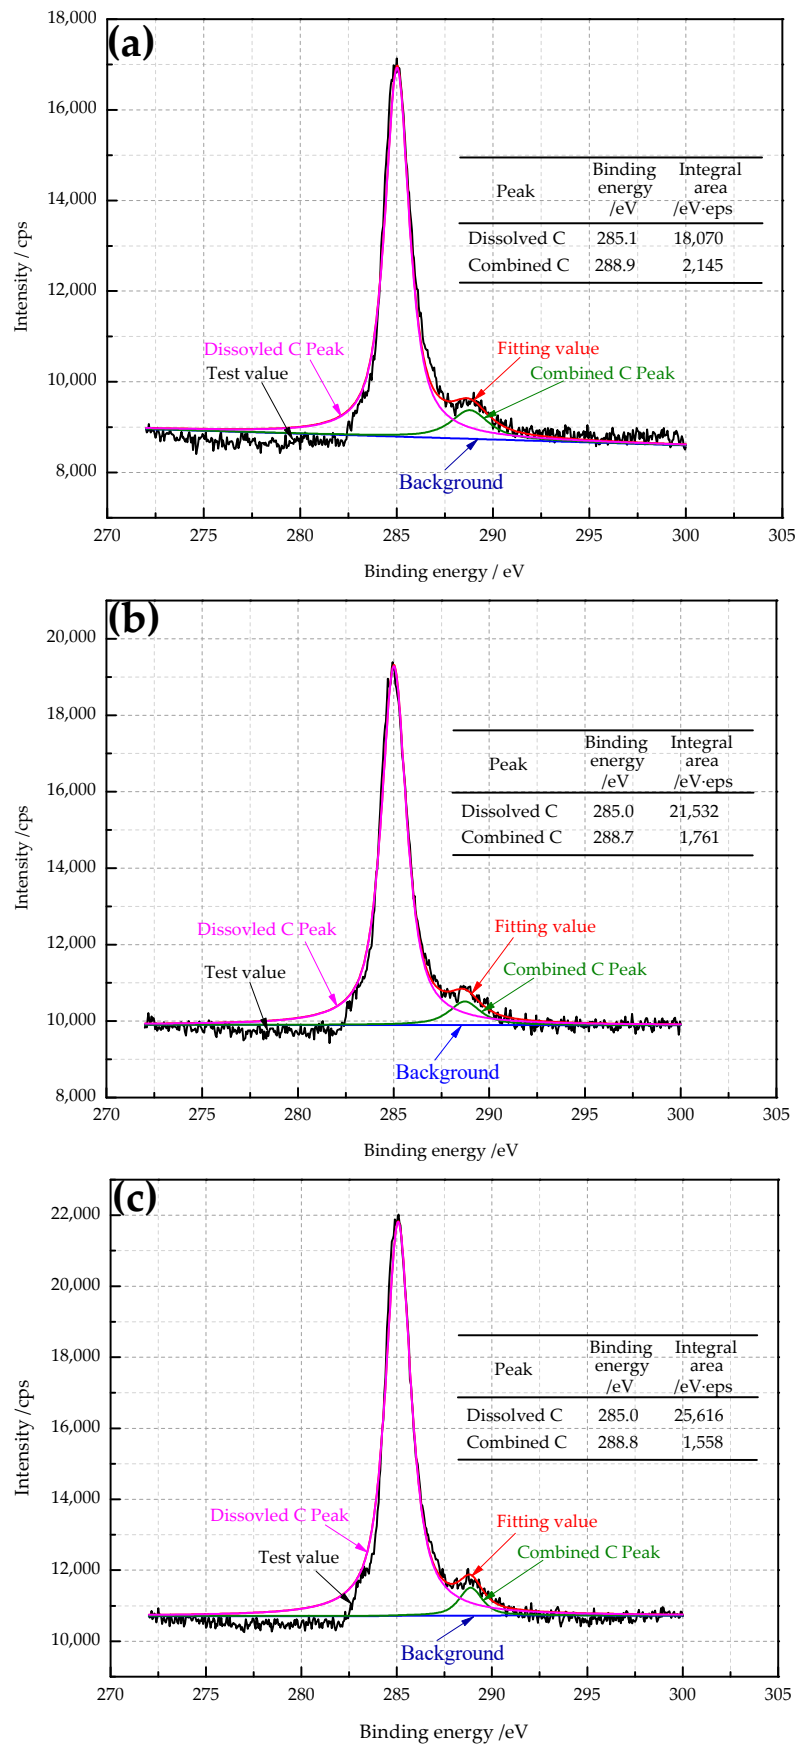 (a)
18,000
16,000
14,000
12,000
10,000
8,000
Intensity / cps
Peak
Binding energy /eV
Integral area /eV·eps
Dissolved C 285.1 18,070
Combined C 288.9 2,145
Dissovled C Peak
Test value
Fitting value
Combined C Peak
Background
270 275 280 285 290 295 300 305
Binding energy / eV
(b)
20,000
18,000
16,000
14,000
12,000
10,000
8,000
Intensity /cps
Peak
Binding energy /eV
Integral area /eV·eps
Dissolved C 285.0 21,532
Combined C 288.7 1,761
Dissovled C Peak
Test value
Fitting value
Combined C Peak
Background
270 275 280 285 290 295 300 305
Binding energy /eV
(c)
22,000
20,000
18,000
16,000
14,000
12,000
10,000
Intensity /cps
Peak
Binding energy /eV
Integral area /eV·eps
Dissolved C 285.0 25,616
Combined C 288.8 1,558
Dissovled C Peak
Test value
Fitting value
Combined C Peak
Background
270 275 280 285 290 295 300 305
Binding energy /eV